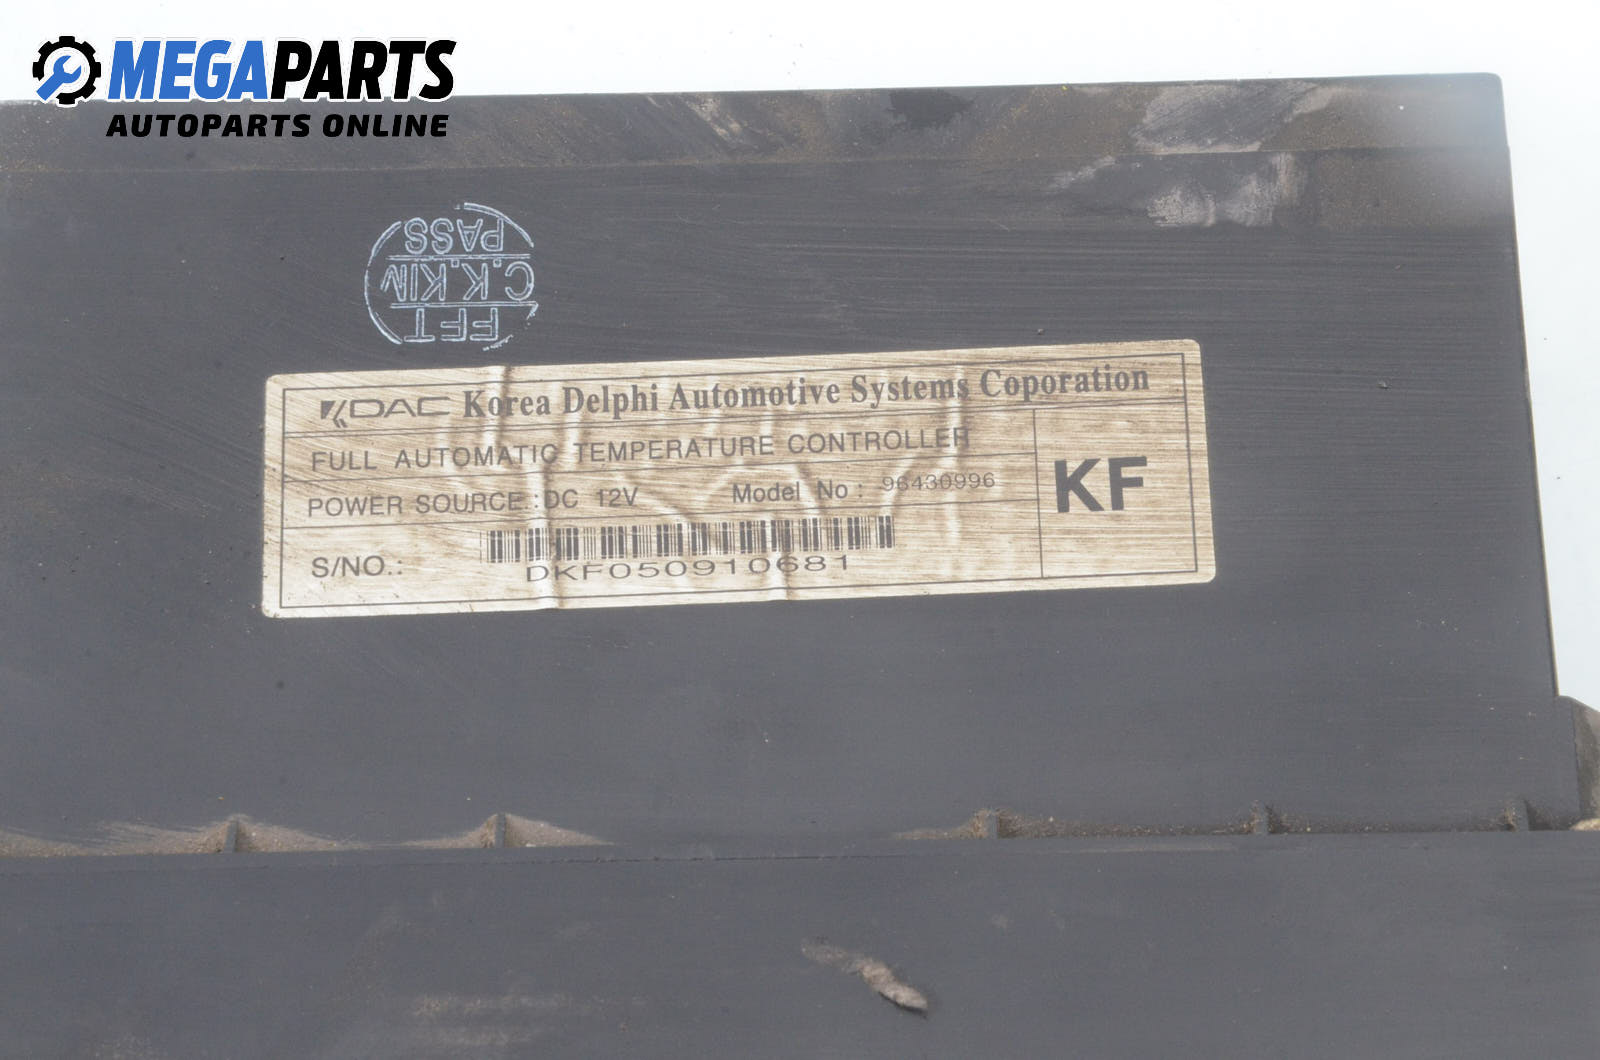 MEGAPARTS
AUTOPARTS ONLINE
FFT
C.K.KIM
PASS
KDAC Korea Delphi Automotive Systems Coporation
FULL AUTOMATIC TEMPERATURE CONTROLLER
POWER SOURCE : DC 12V Model No : 96430996
KF
S/NO.:
DKF050910681